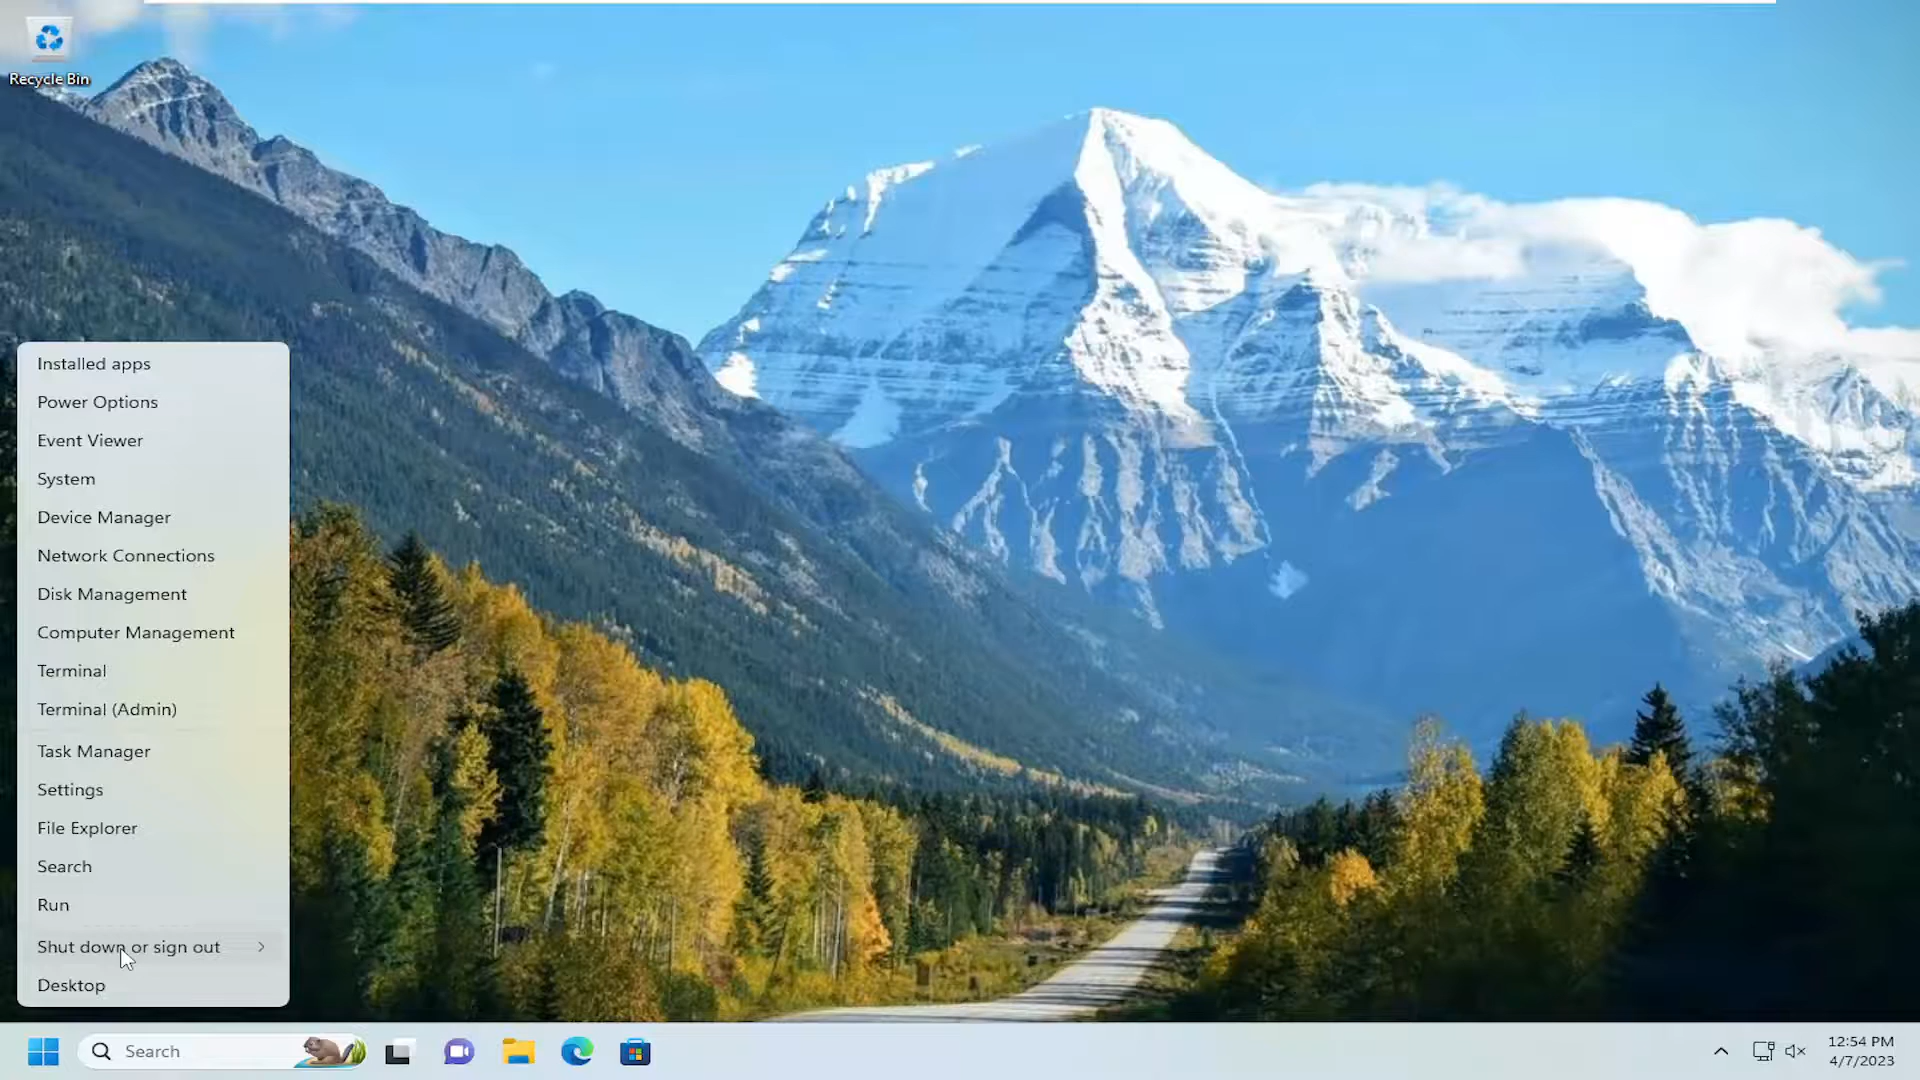 Recycle Bin
Installed apps
Power Options
Event Viewer
System
Device Manager
Network Connections
Disk Management
Computer Management
Terminal
Terminal (Admin)
Task Manager
Settings
File Explorer
Search
Run
Shut down or sign out
Desktop
Search
12:54 PM
4/7/2023